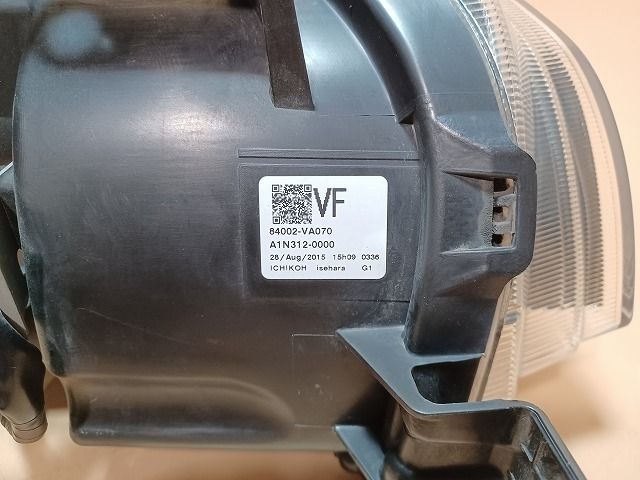 VF
84002-VA070
A1N312-0000
28/Aug/2015 15h09 0336
ICHIKOH isehara G1